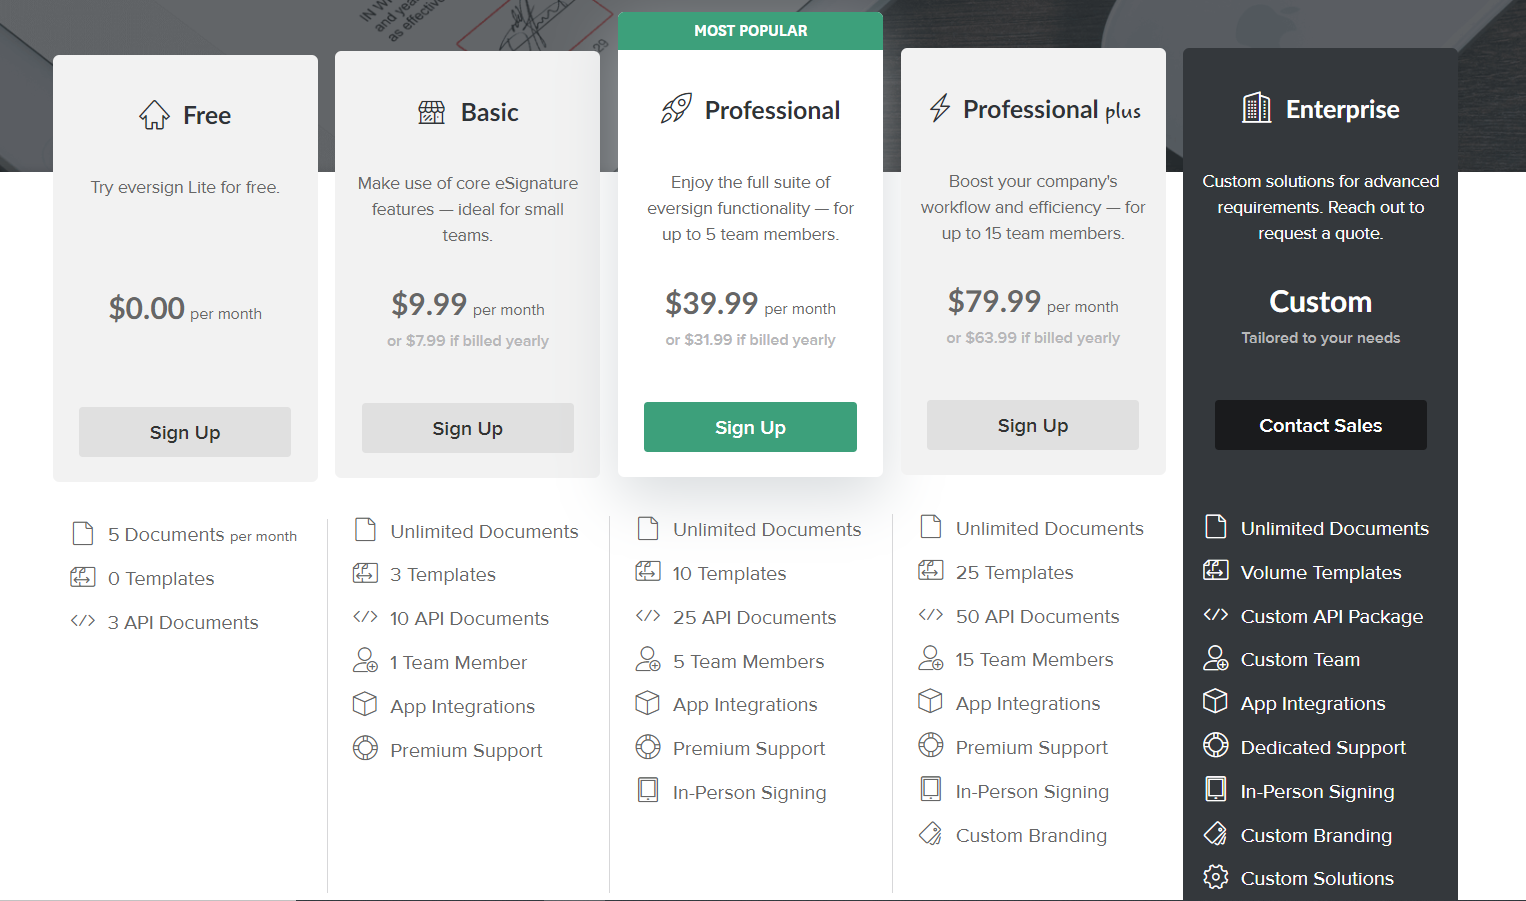 IN W
and ye
as effective
29
MOST POPULAR
Free
Try eversign Lite for free.
$0.00 per month
Sign Up
5 Documents per month
0 Templates
3 API Documents
Basic
Make use of core eSignature
features — ideal for small
teams.
$9.99 per month
or $7.99 if billed yearly
Sign Up
Unlimited Documents
3 Templates
10 API Documents
1 Team Member
App Integrations
Premium Support
Professional
Enjoy the full suite of
eversign functionality — for
up to 5 team members.
$39.99 per month
or $31.99 if billed yearly
Sign Up
Unlimited Documents
10 Templates
25 API Documents
5 Team Members
App Integrations
Premium Support
In-Person Signing
Professional plus
Boost your company's
workflow and efficiency — for
up to 15 team members.
$79.99 per month
or $63.99 if billed yearly
Sign Up
Unlimited Documents
25 Templates
50 API Documents
15 Team Members
App Integrations
Premium Support
In-Person Signing
Custom Branding
Enterprise
Custom solutions for advanced
requirements. Reach out to
request a quote.
Custom
Tailored to your needs
Contact Sales
Unlimited Documents
Volume Templates
Custom API Package
Custom Team
App Integrations
Dedicated Support
In-Person Signing
Custom Branding
Custom Solutions